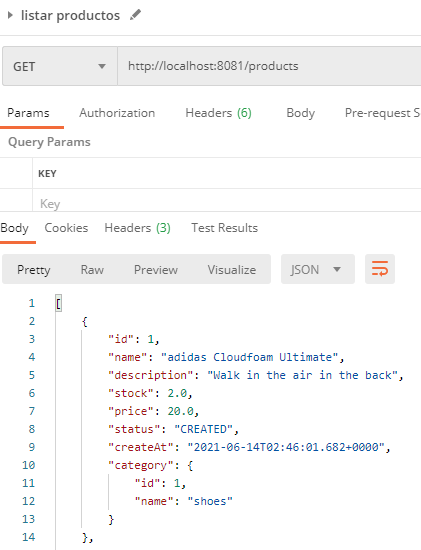 listar productos
GET http://localhost:8081/products
Params Authorization Headers (6) Body Pre-request S
Query Params
KEY
Key
Body Cookies Headers (3) Test Results
Pretty Raw Preview Visualize JSON
1 [
2 {
3 "id": 1,
4 "name": "adidas Cloudfoam Ultimate",
5 "description": "Walk in the air in the back",
6 "stock": 2.0,
7 "price": 20.0,
8 "status": "CREATED",
9 "createAt": "2021-06-14T02:46:01.682+0000",
10 "category": {
11 "id": 1,
12 "name": "shoes"
13 }
14 },